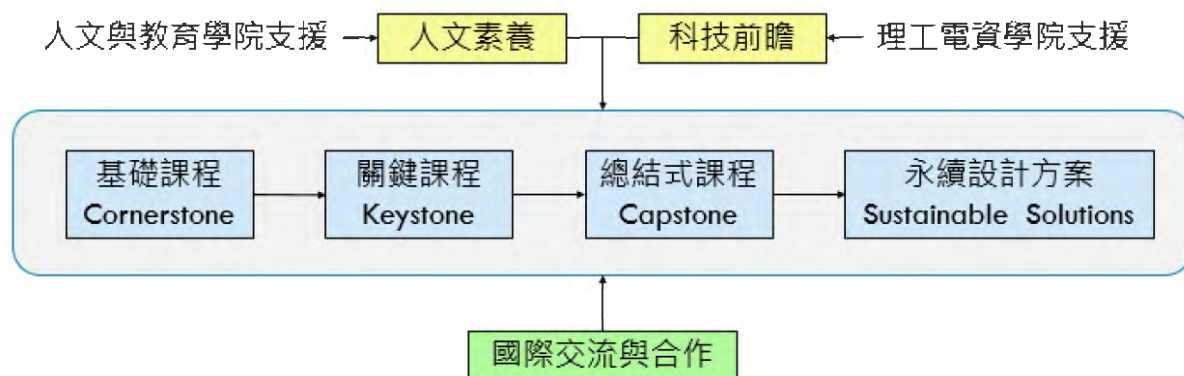 人文與教育學院支援
人文素養
科技前瞻
理工電資學院支援
基礎課程
Cornerstone
關鍵課程
Keystone
總結式課程
Capstone
永續設計方案
Sustainable Solutions
國際交流與合作